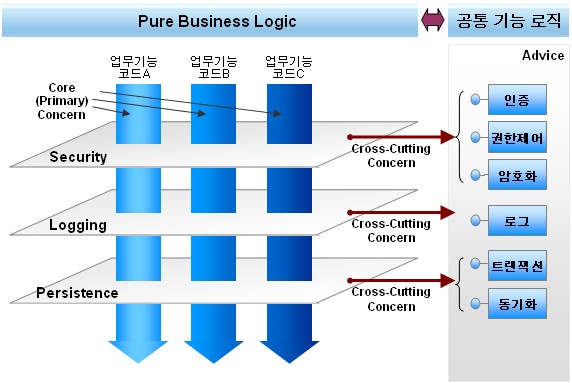 Pure Business Logic
공통 기능 로직
Advice
업무기능
코드A
업무기능
코드B
업무기능
코드C
Core
(Primary)
Concern
Security
Cross-Cutting
Concern
인증
권한제어
암호화
Logging
Cross-Cutting
Concern
로그
Persistence
Cross-Cutting
Concern
트랜잭션
동기화